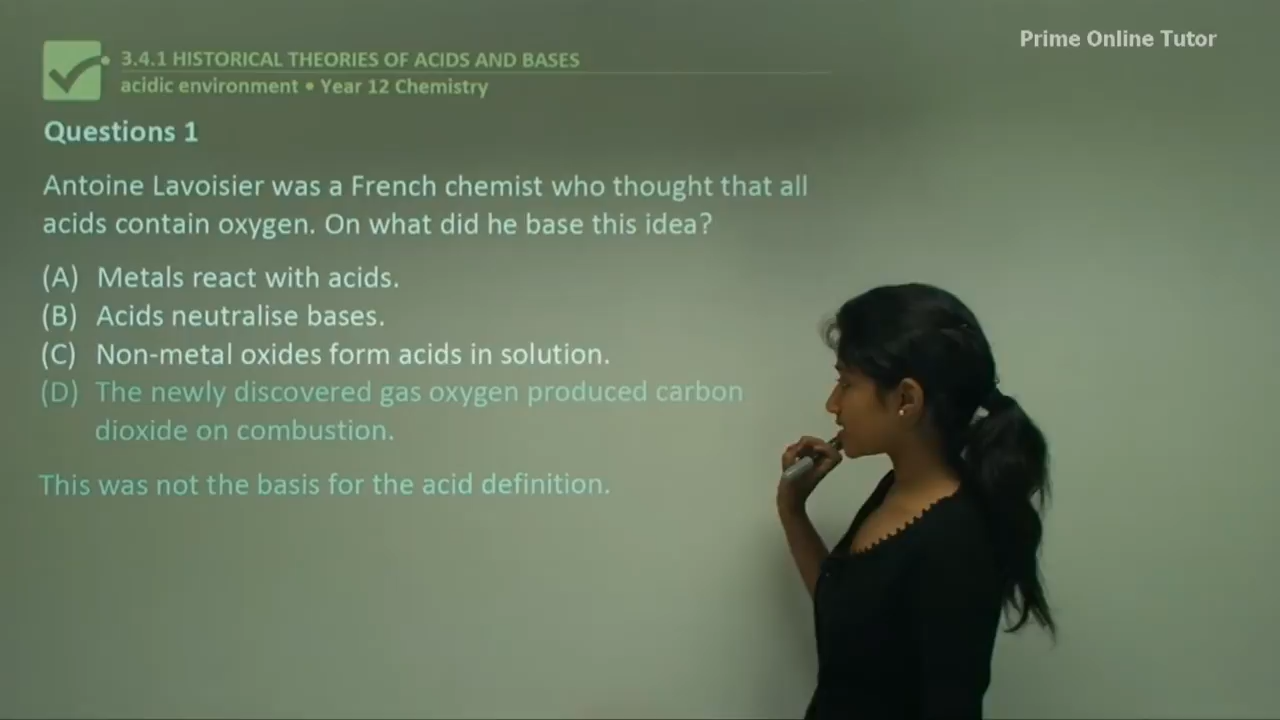 Prime Online Tutor
3.4.1 HISTORICAL THEORIES OF ACIDS AND BASES
acidic environment • Year 12 Chemistry
Questions 1
Antoine Lavoisier was a French chemist who thought that all
acids contain oxygen. On what did he base this idea?
(A) Metals react with acids.
(B) Acids neutralise bases.
(C) Non-metal oxides form acids in solution.
(D) The newly discovered gas oxygen produced carbon
dioxide on combustion.
This was not the basis for the acid definition.